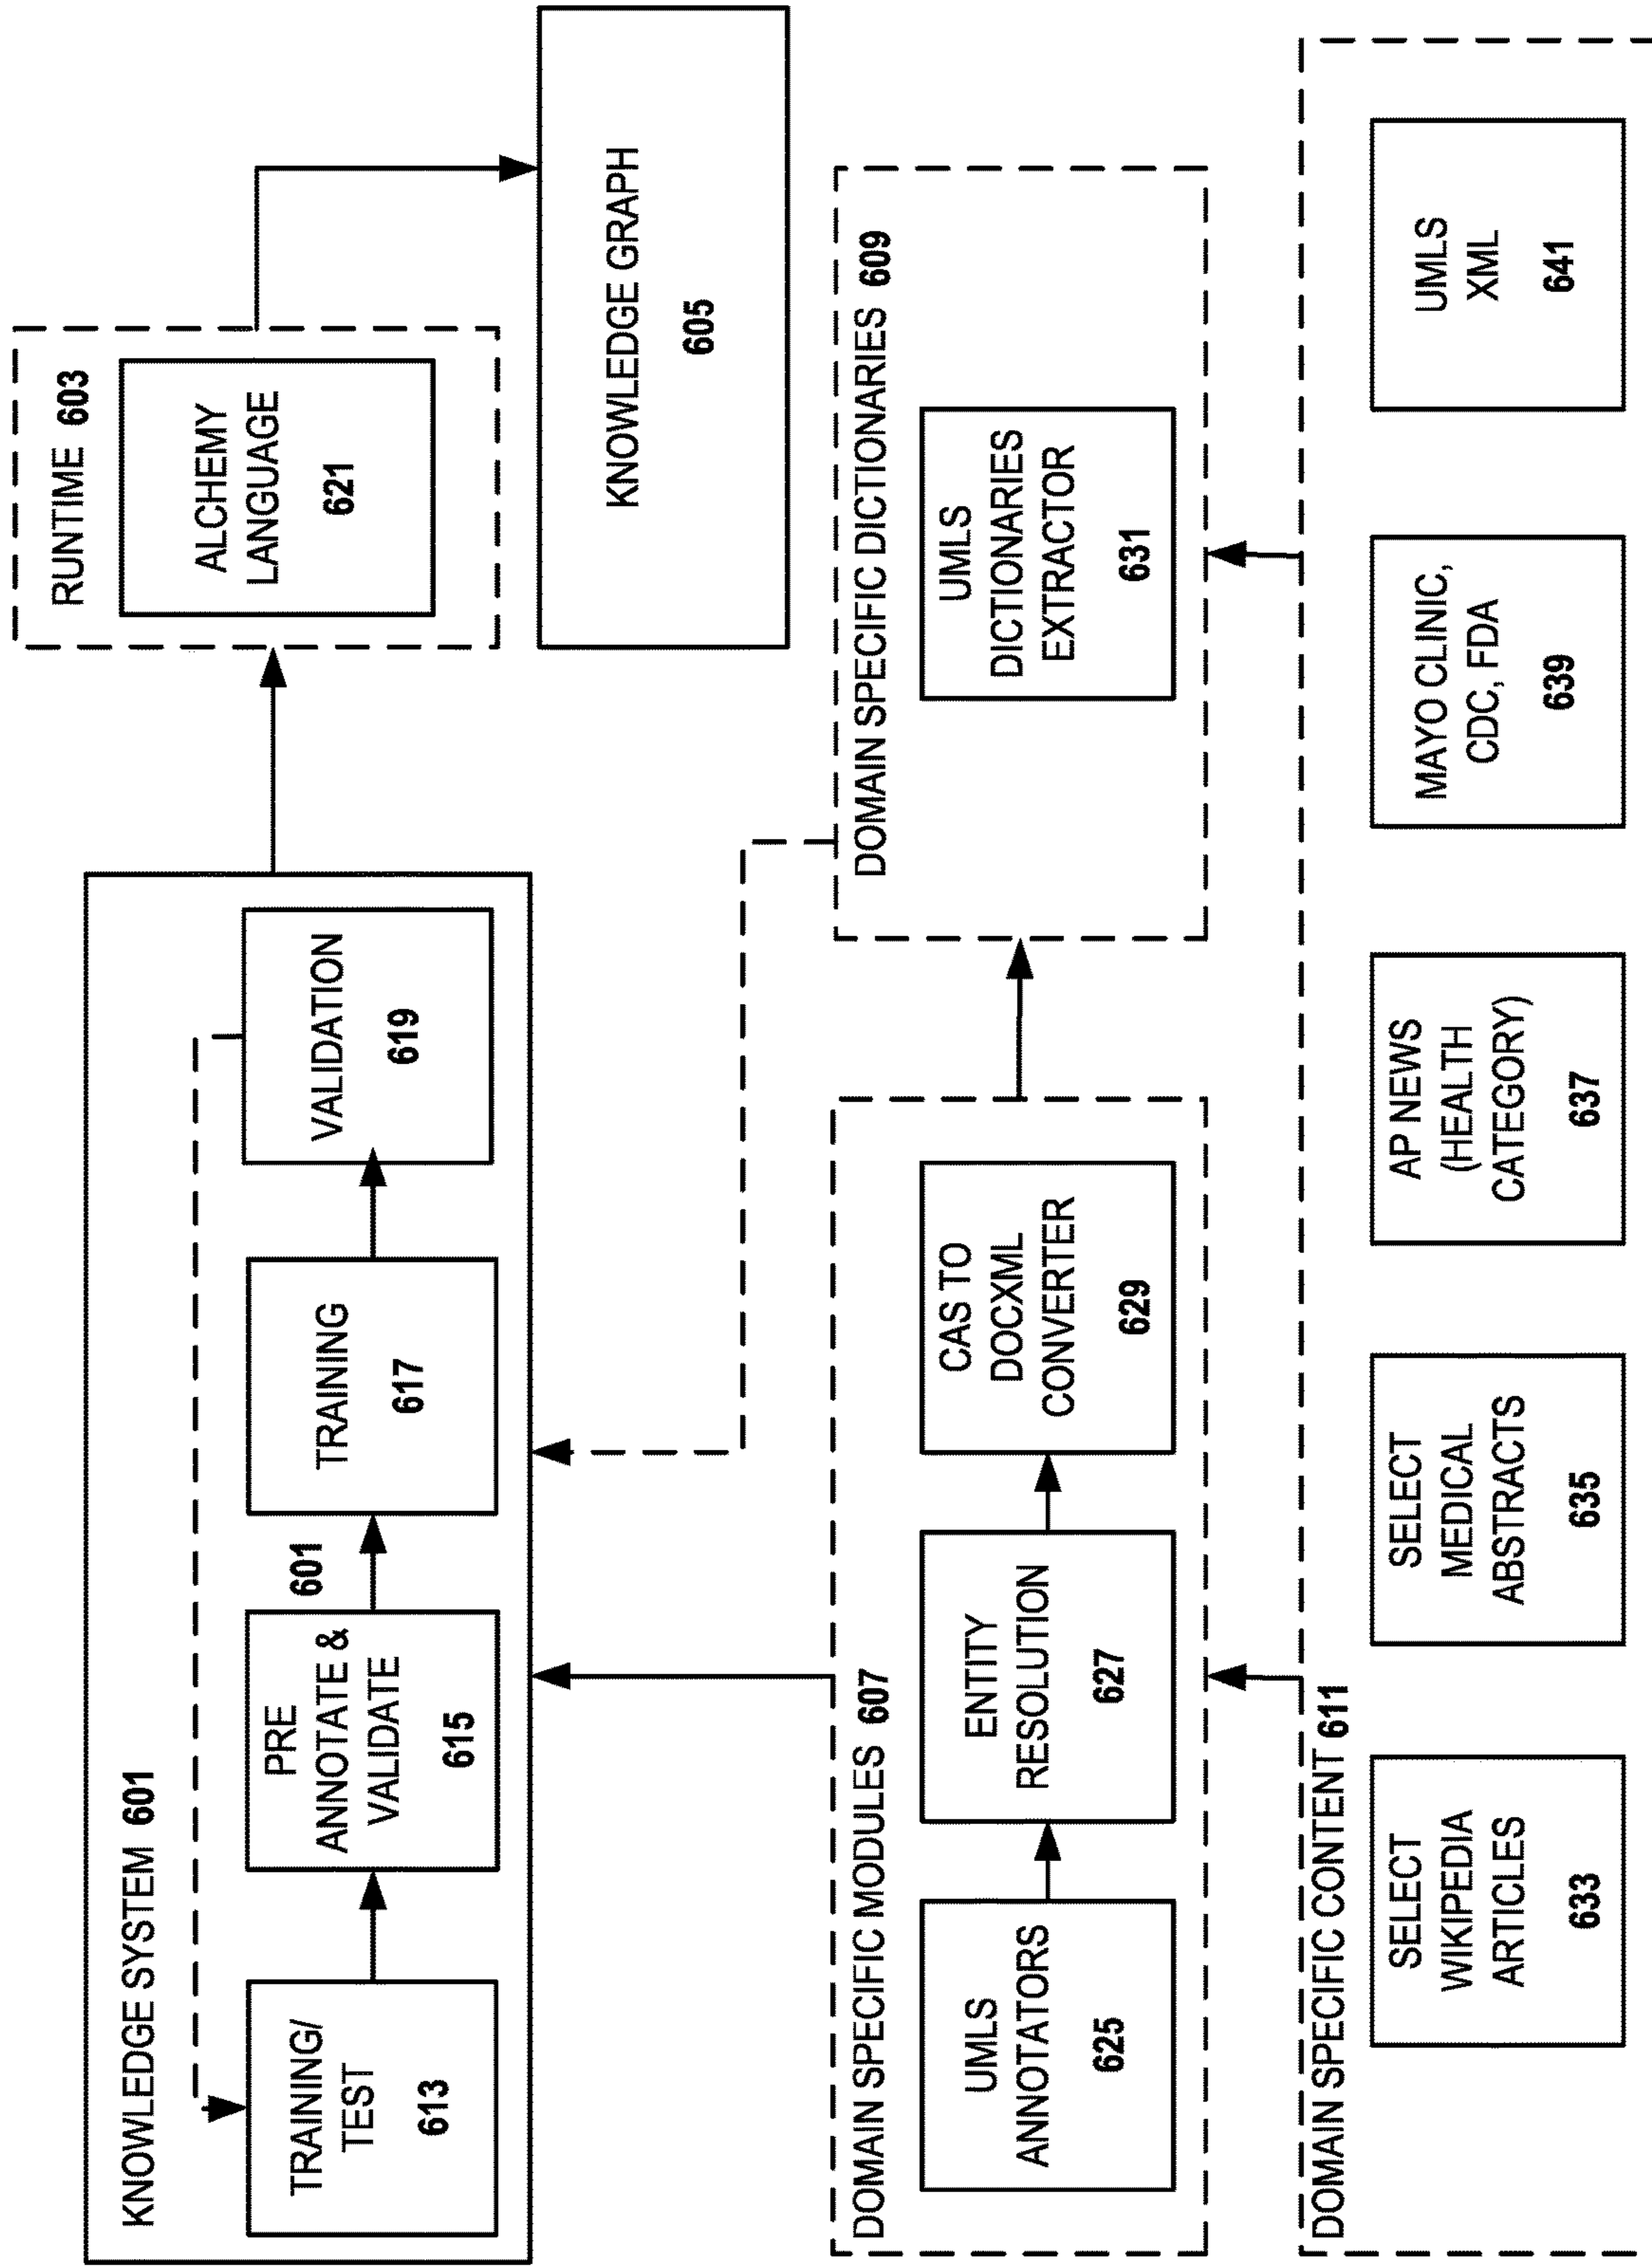 KNOWLEDGE SYSTEM 601
TRAINING/
TEST
613
PRE
ANNOTATE &
VALIDATE
615
601
TRAINING
617
VALIDATION
619
RUNTIME 603
ALCHEMY
LANGUAGE
621
KNOWLEDGE GRAPH
605
DOMAIN SPECIFIC MODULES 607
UMLS
ANNOTATORS
625
ENTITY
RESOLUTION
627
CAS TO
DOCXML
CONVERTER
629
DOMAIN SPECIFIC DICTIONARIES 609
UMLS
DICTIONARIES
EXTRACTOR
631
DOMAIN SPECIFIC CONTENT 611
SELECT
WIKIPEDIA
ARTICLES
633
SELECT
MEDICAL
ABSTRACTS
635
AP NEWS
(HEALTH
CATEGORY)
637
MAYO CLINIC,
CDC, FDA
639
UMLS
XML
641